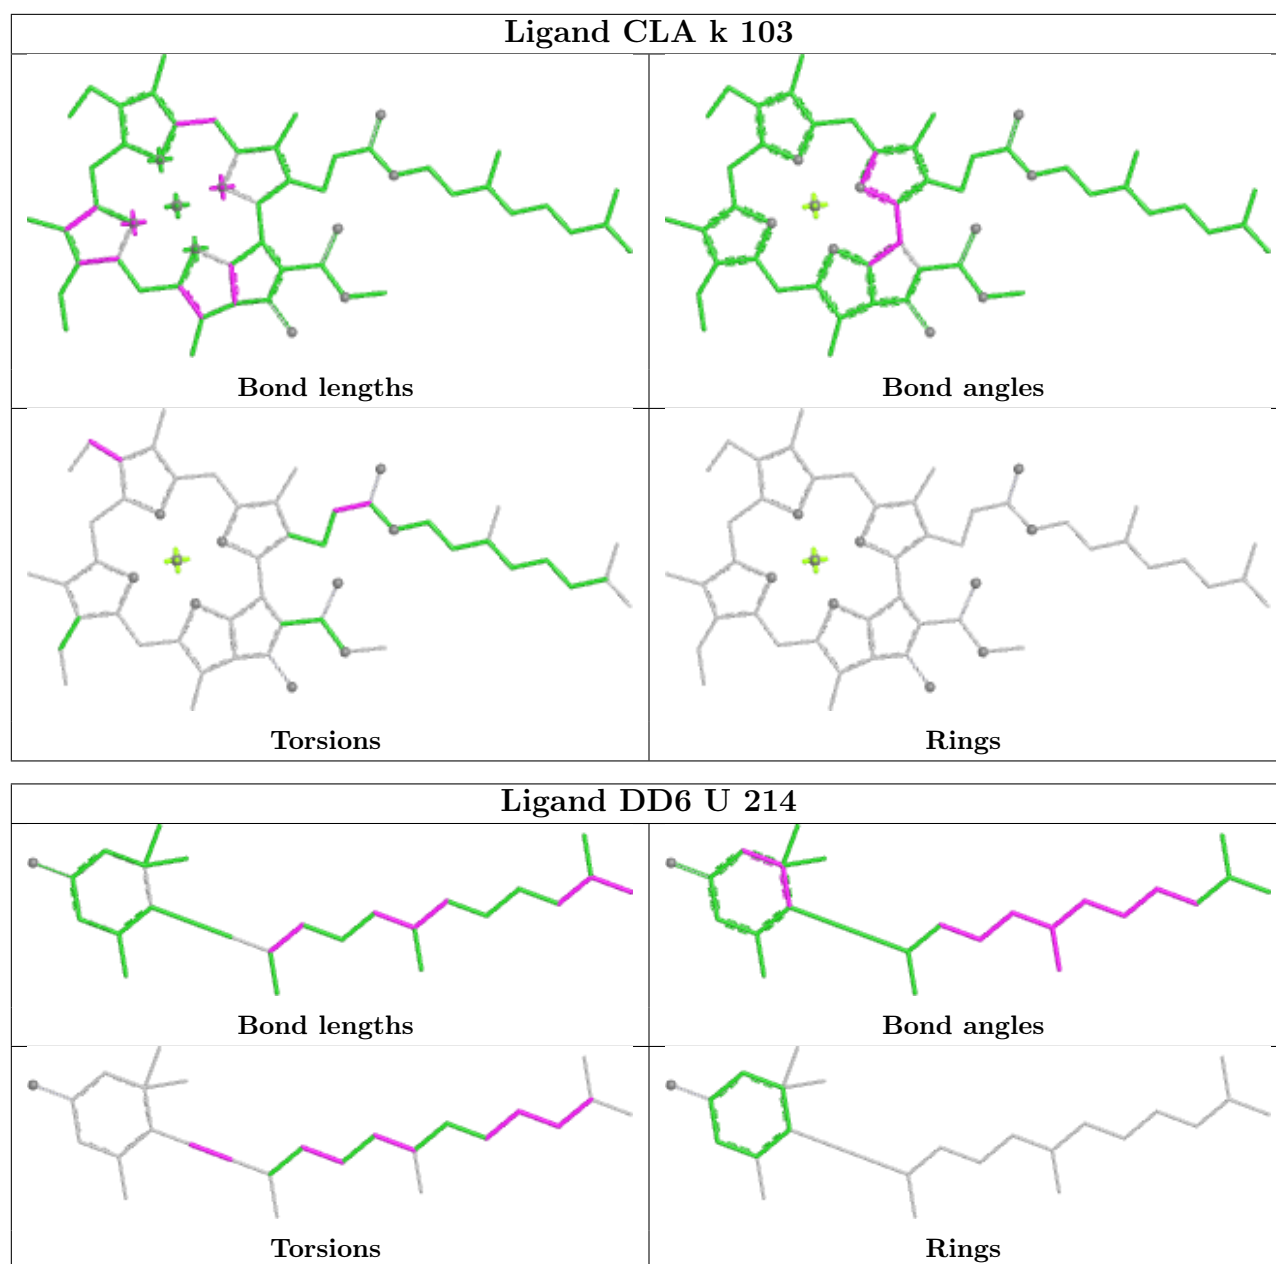 Ligand CLA k 103
Bond lengths
Bond angles
Torsions
Rings
Ligand DD6 U 214
Bond lengths
Bond angles
Torsions
Rings